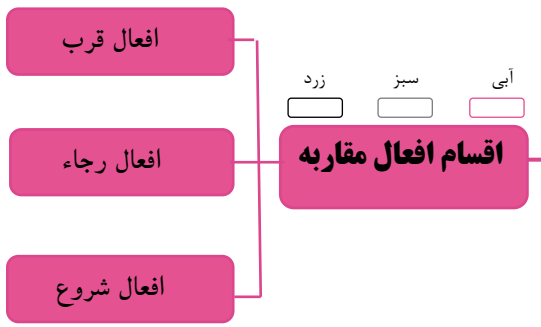 آبی
سبز
زرد
اقسام افعال مقاربه
افعال قرب
افعال رجاء
افعال شروع